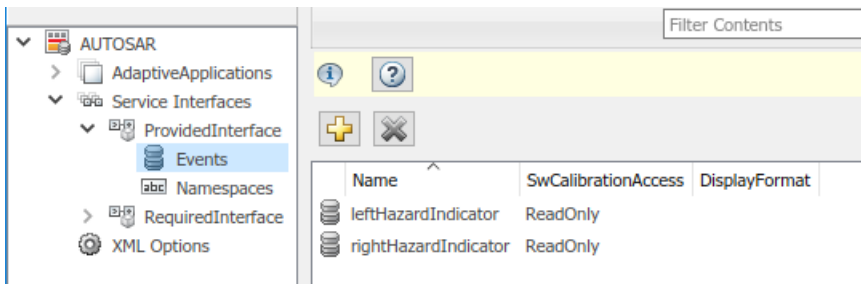 Filter Contents
AUTOSAR
AdaptiveApplications
Service Interfaces
ProvidedInterface
Events
abc Namespaces
RequiredInterface
XML Options
Name SwCalibrationAccess DisplayFormat
leftHazardIndicator ReadOnly
rightHazardIndicator ReadOnly